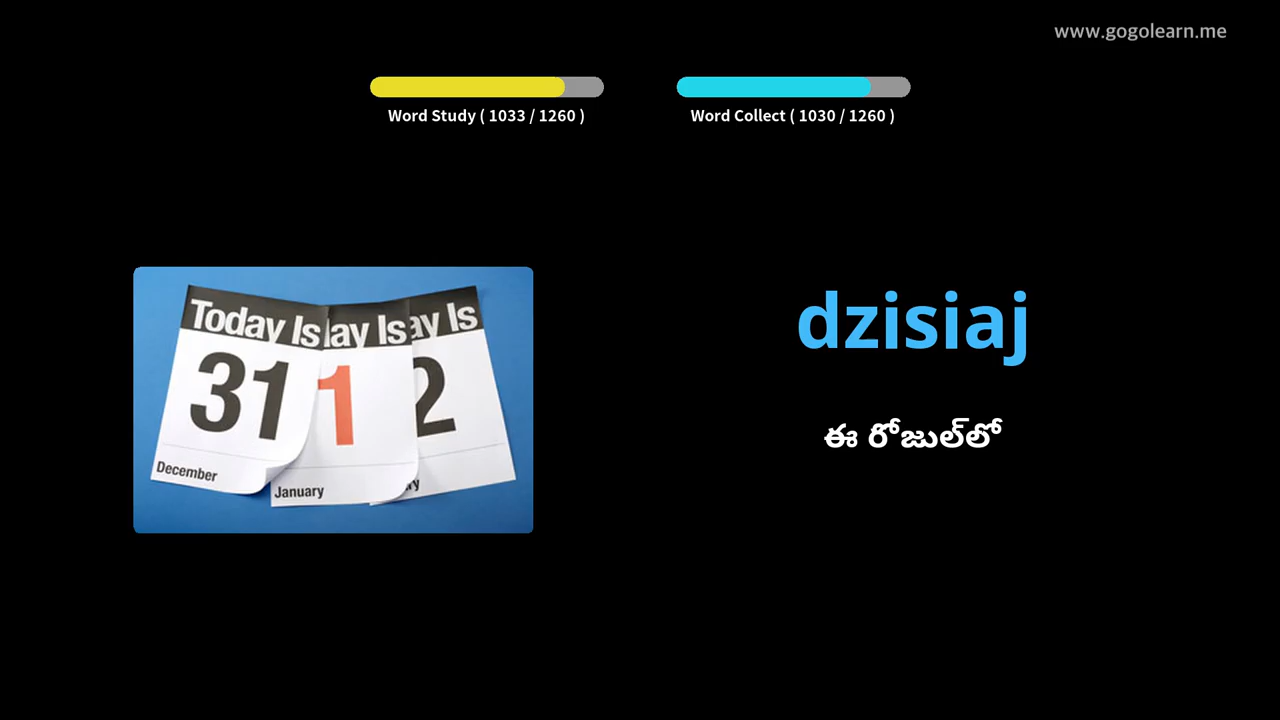 www.gogolearn.me
Word Study ( 1033 / 1260 )
Word Collect ( 1030 / 1260 )
Today Is
ay Is
ay Is
31
1
2
December
January
ry
dzisiaj
ఈ రోజుల్‌లో